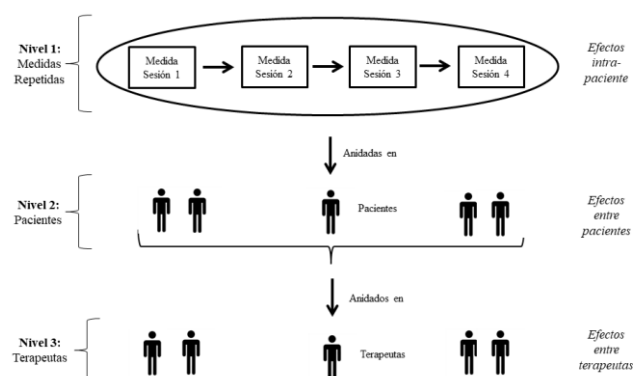 Nivel 1:
Medidas
Repetidas
Medida
Sesión 1
Medida
Sesión 2
Medida
Sesión 3
Medida
Sesión 4
Efectos
intra-
paciente
Anidadas en
Nivel 2:
Pacientes
Pacientes
Efectos
entre
pacientes
Anidados en
Nivel 3:
Terapeutas
Terapeutas
Efectos
entre
terapeutas